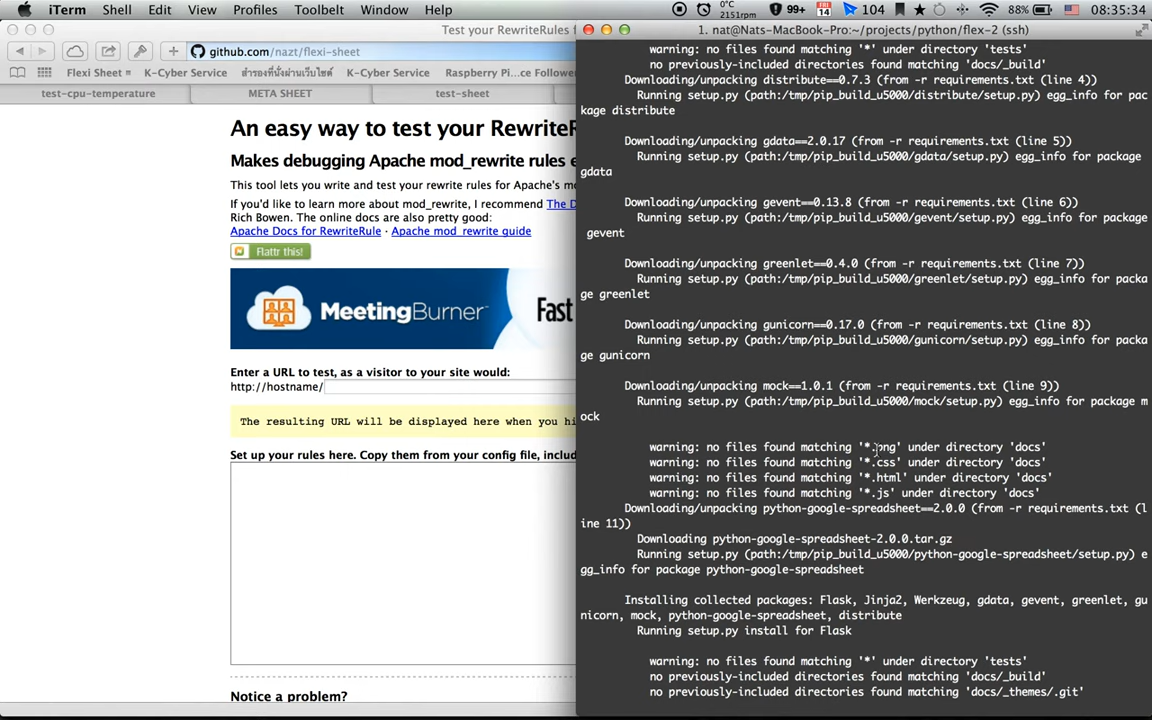 iTerm Shell Edit View Profiles Toolbelt Window Help
0°C
2151rpm
99+
14
104
88%
08:35:34
Test your RewriteRules
github.com/nazt/flexi-sheet
Flexi Sheet
K-Cyber Service
สำรองที่นั่งผ่านเว็บไซต์
K-Cyber Service
Raspberry Pi...ce Followe
test-cpu-temperature
META SHEET
test-sheet
An easy way to test your RewriteR
Makes debugging Apache mod_rewrite rules e
This tool lets you write and test your rewrite rules for Apache's m
If you'd like to learn more about mod_rewrite, I recommend The D
Rich Bowen. The online docs are also pretty good:
Apache Docs for RewriteRule · Apache mod_rewrite guide
Flattr this!
MeetingBurner
Fast
Enter a URL to test, as a visitor to your site would:
http://hostname/
The resulting URL will be displayed here when you hi
Set up your rules here. Copy them from your config file, includ
Notice a problem?
1. nat@Nats-MacBook-Pro:~/projects/python/flex-2 (ssh)
warning: no files found matching '*' under directory 'tests'
no previously-included directories found matching 'docs/_build'
Downloading/unpacking distribute==0.7.3 (from -r requirements.txt (line 4))
Running setup.py (path:/tmp/pip_build_u5000/distribute/setup.py) egg_info for pac
kage distribute
Downloading/unpacking gdata==2.0.17 (from -r requirements.txt (line 5))
Running setup.py (path:/tmp/pip_build_u5000/gdata/setup.py) egg_info for package
gdata
Downloading/unpacking gevent==0.13.8 (from -r requirements.txt (line 6))
Running setup.py (path:/tmp/pip_build_u5000/gevent/setup.py) egg_info for package
gevent
Downloading/unpacking greenlet==0.4.0 (from -r requirements.txt (line 7))
Running setup.py (path:/tmp/pip_build_u5000/greenlet/setup.py) egg_info for packa
ge greenlet
Downloading/unpacking gunicorn==0.17.0 (from -r requirements.txt (line 8))
Running setup.py (path:/tmp/pip_build_u5000/gunicorn/setup.py) egg_info for packa
ge gunicorn
Downloading/unpacking mock==1.0.1 (from -r requirements.txt (line 9))
Running setup.py (path:/tmp/pip_build_u5000/mock/setup.py) egg_info for package m
ock
warning: no files found matching '*.png' under directory 'docs'
warning: no files found matching '*.css' under directory 'docs'
warning: no files found matching '*.html' under directory 'docs'
warning: no files found matching '*.js' under directory 'docs'
Downloading/unpacking python-google-spreadsheet==2.0.0 (from -r requirements.txt (l
ine 11))
Downloading python-google-spreadsheet-2.0.0.tar.gz
Running setup.py (path:/tmp/pip_build_u5000/python-google-spreadsheet/setup.py) e
gg_info for package python-google-spreadsheet
Installing collected packages: Flask, Jinja2, Werkzeug, gdata, gevent, greenlet, gu
nicorn, mock, python-google-spreadsheet, distribute
Running setup.py install for Flask
warning: no files found matching '*' under directory 'tests'
no previously-included directories found matching 'docs/_build'
no previously-included directories found matching 'docs/_themes/.git'